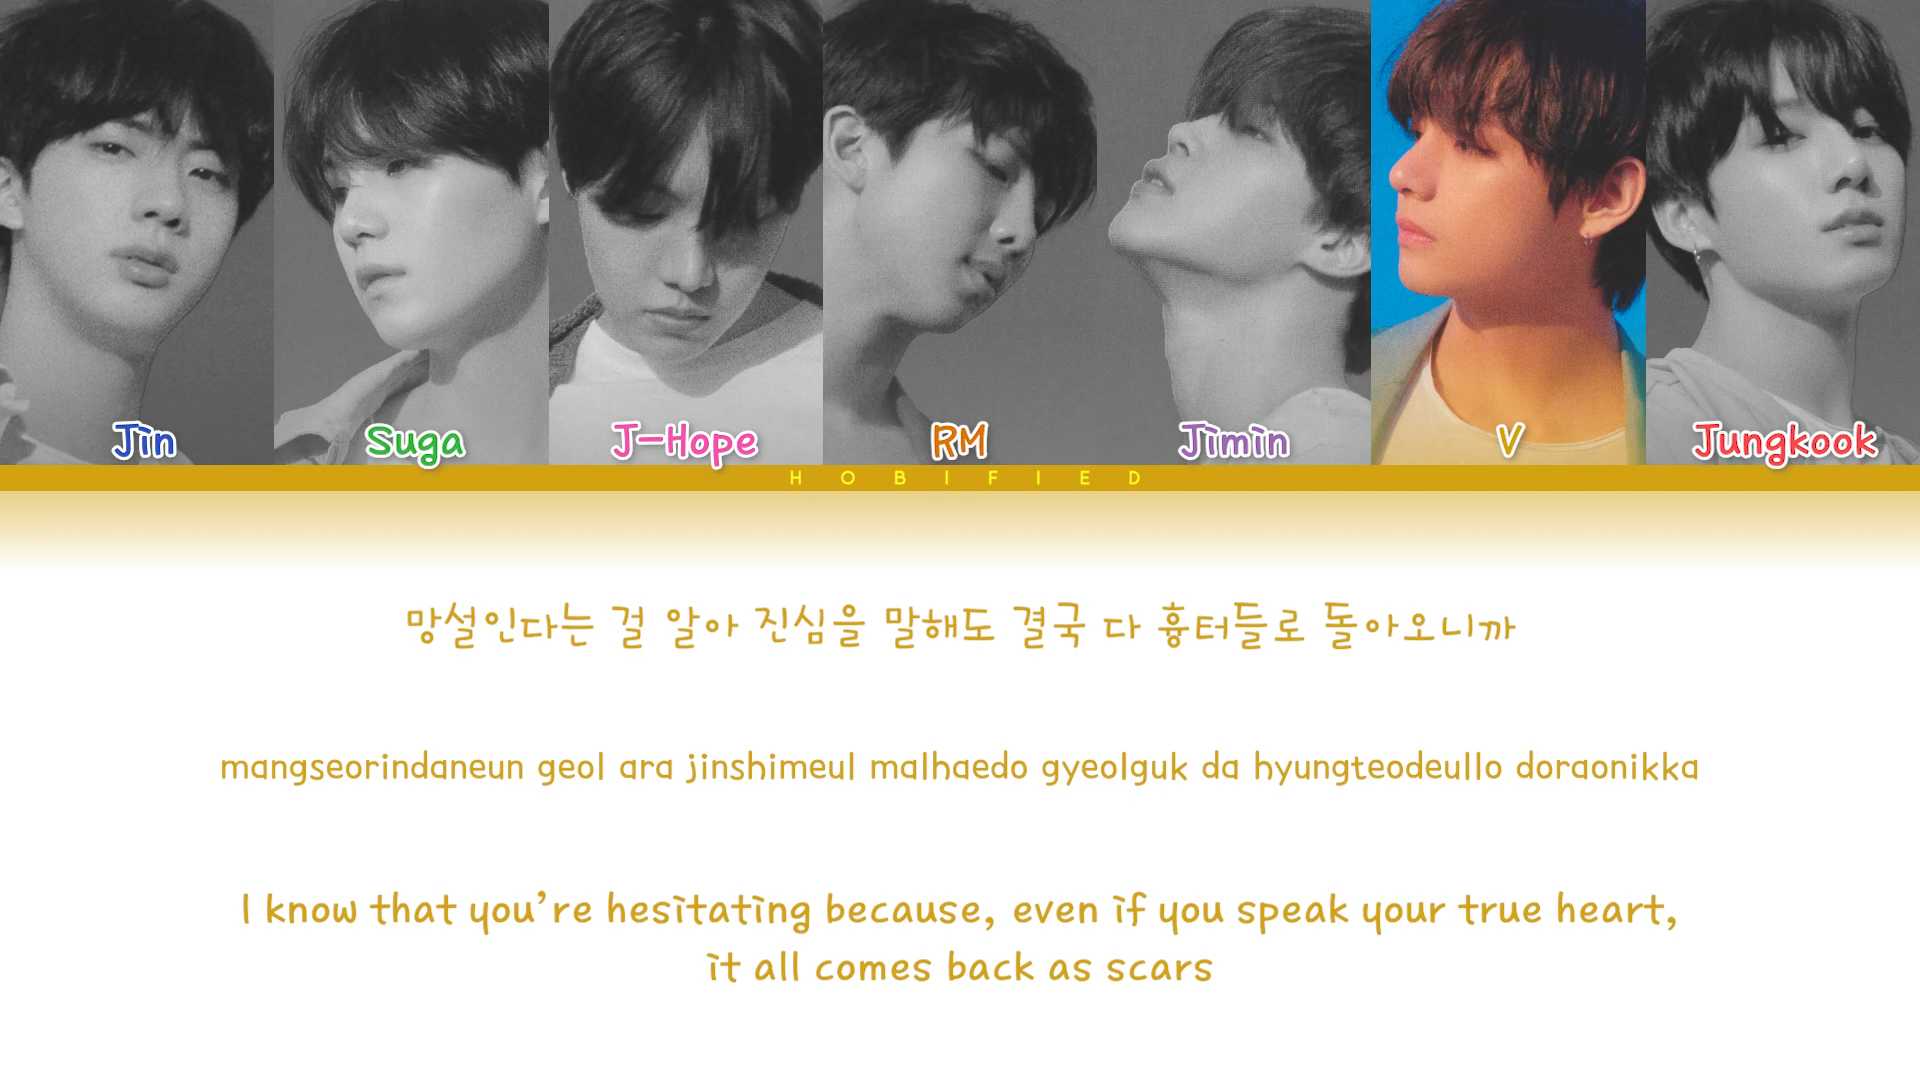 Jin
Suga
J-Hope
RM
Jimin
V
Jungkook
HOBIFIED
망설인다는 걸 알아 진심을 말해도 결국 다 흉터들로 돌아오니까
mangseorindaneun geol ara jinshimeul malhaedo gyeolguk da hyungteodeullo doraonikka
I know that you’re hesitating because, even if you speak your true heart,
it all comes back as scars